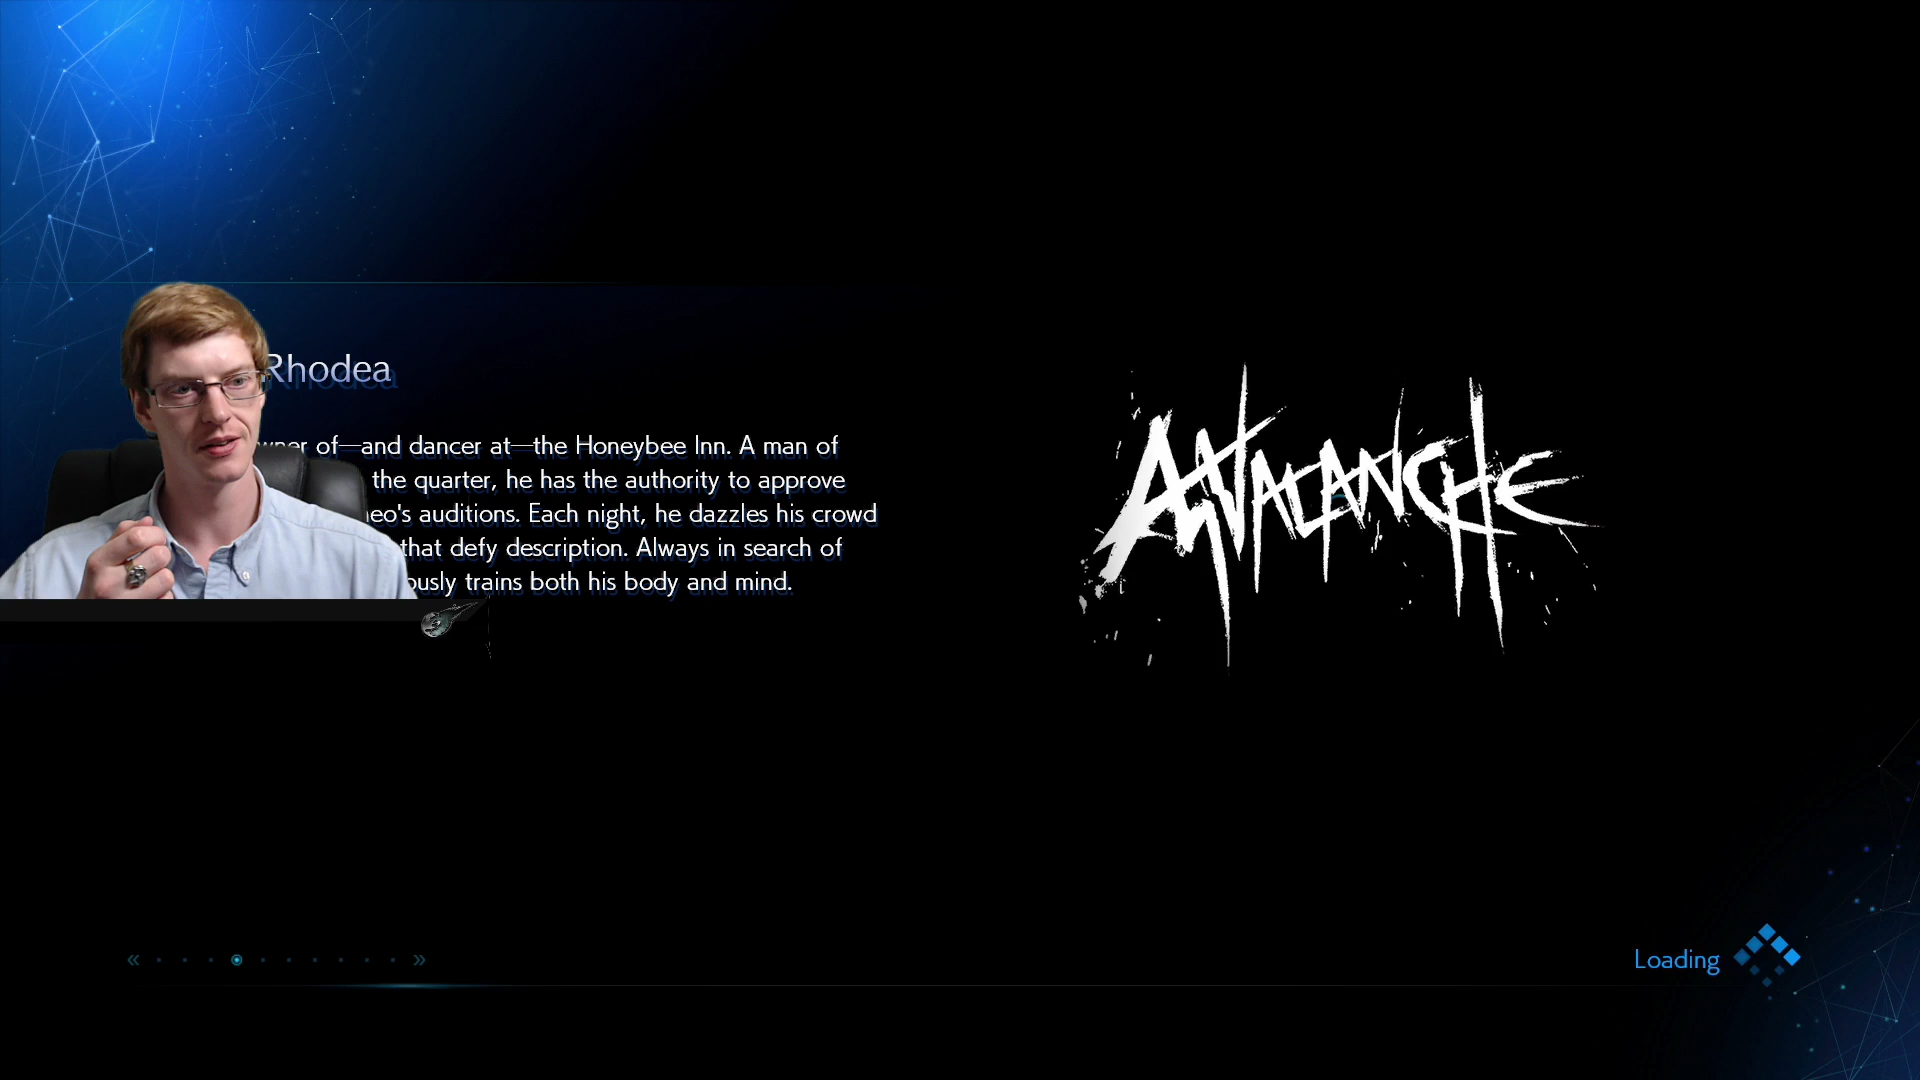 Rhodea
of—and dancer at—the Honeybee Inn. A man of
the quarter, he has the authority to approve
auditions. Each night, he dazzles his crowd
that defy description. Always in search of
trains both his body and mind.
AVALANCHE
Loading